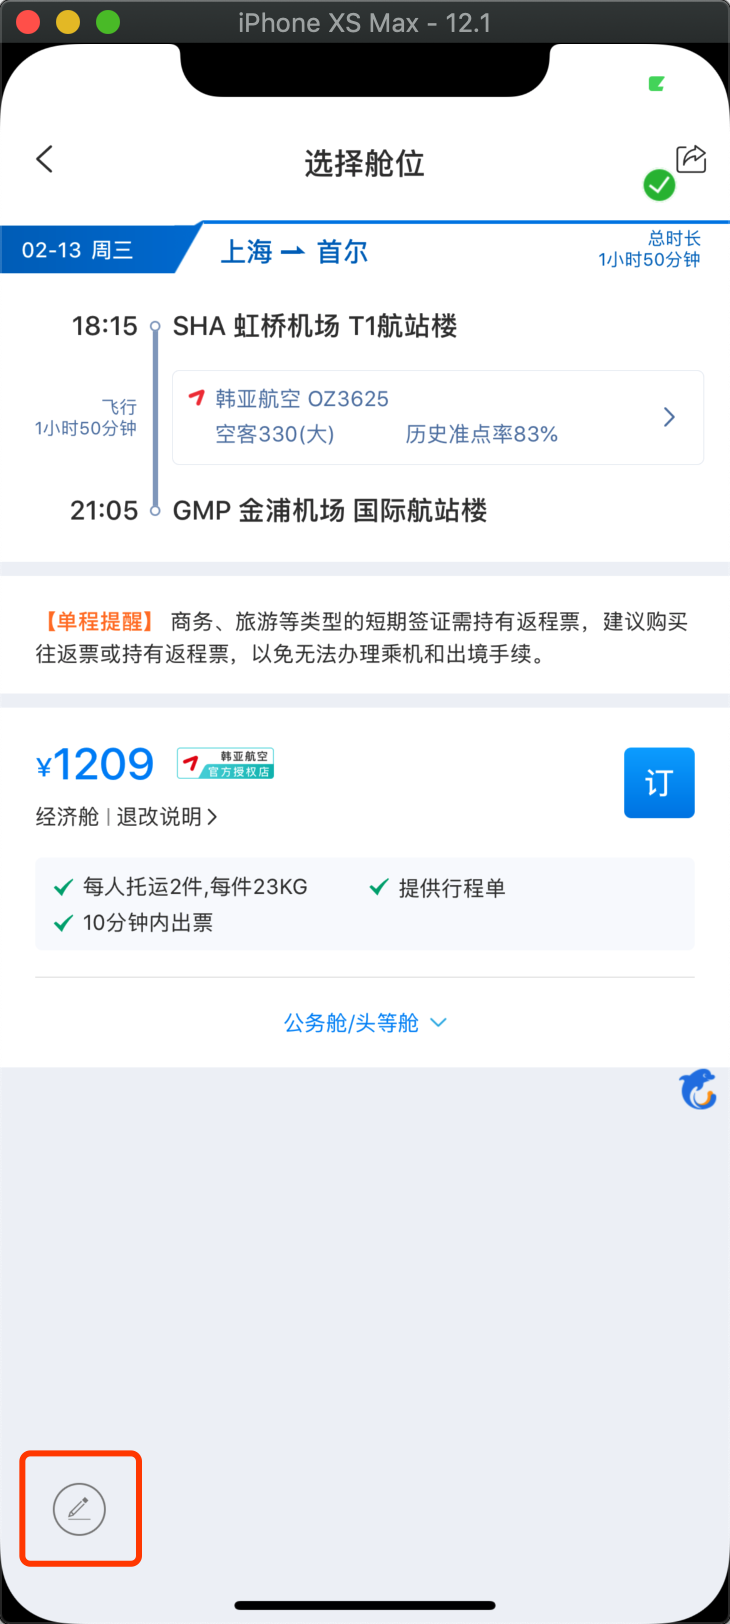 iPhone XS Max - 12.1
选择舱位
02-13 周三
上海 首尔
总时长
1小时50分钟
18:15 SHA 虹桥机场 T1航站楼
飞行
1小时50分钟
韩亚航空 OZ3625
空客330(大) 历史准点率83%
21:05 GMP 金浦机场 国际航站楼
【单程提醒】 商务、旅游等类型的短期签证需持有返程票，建议购买
往返票或持有返程票，以免无法办理乘机和出境手续。
¥1209
韩亚航空
官方授权店
订
经济舱 | 退改说明
每人托运2件,每件23KG 提供行程单
10分钟内出票
公务舱/头等舱